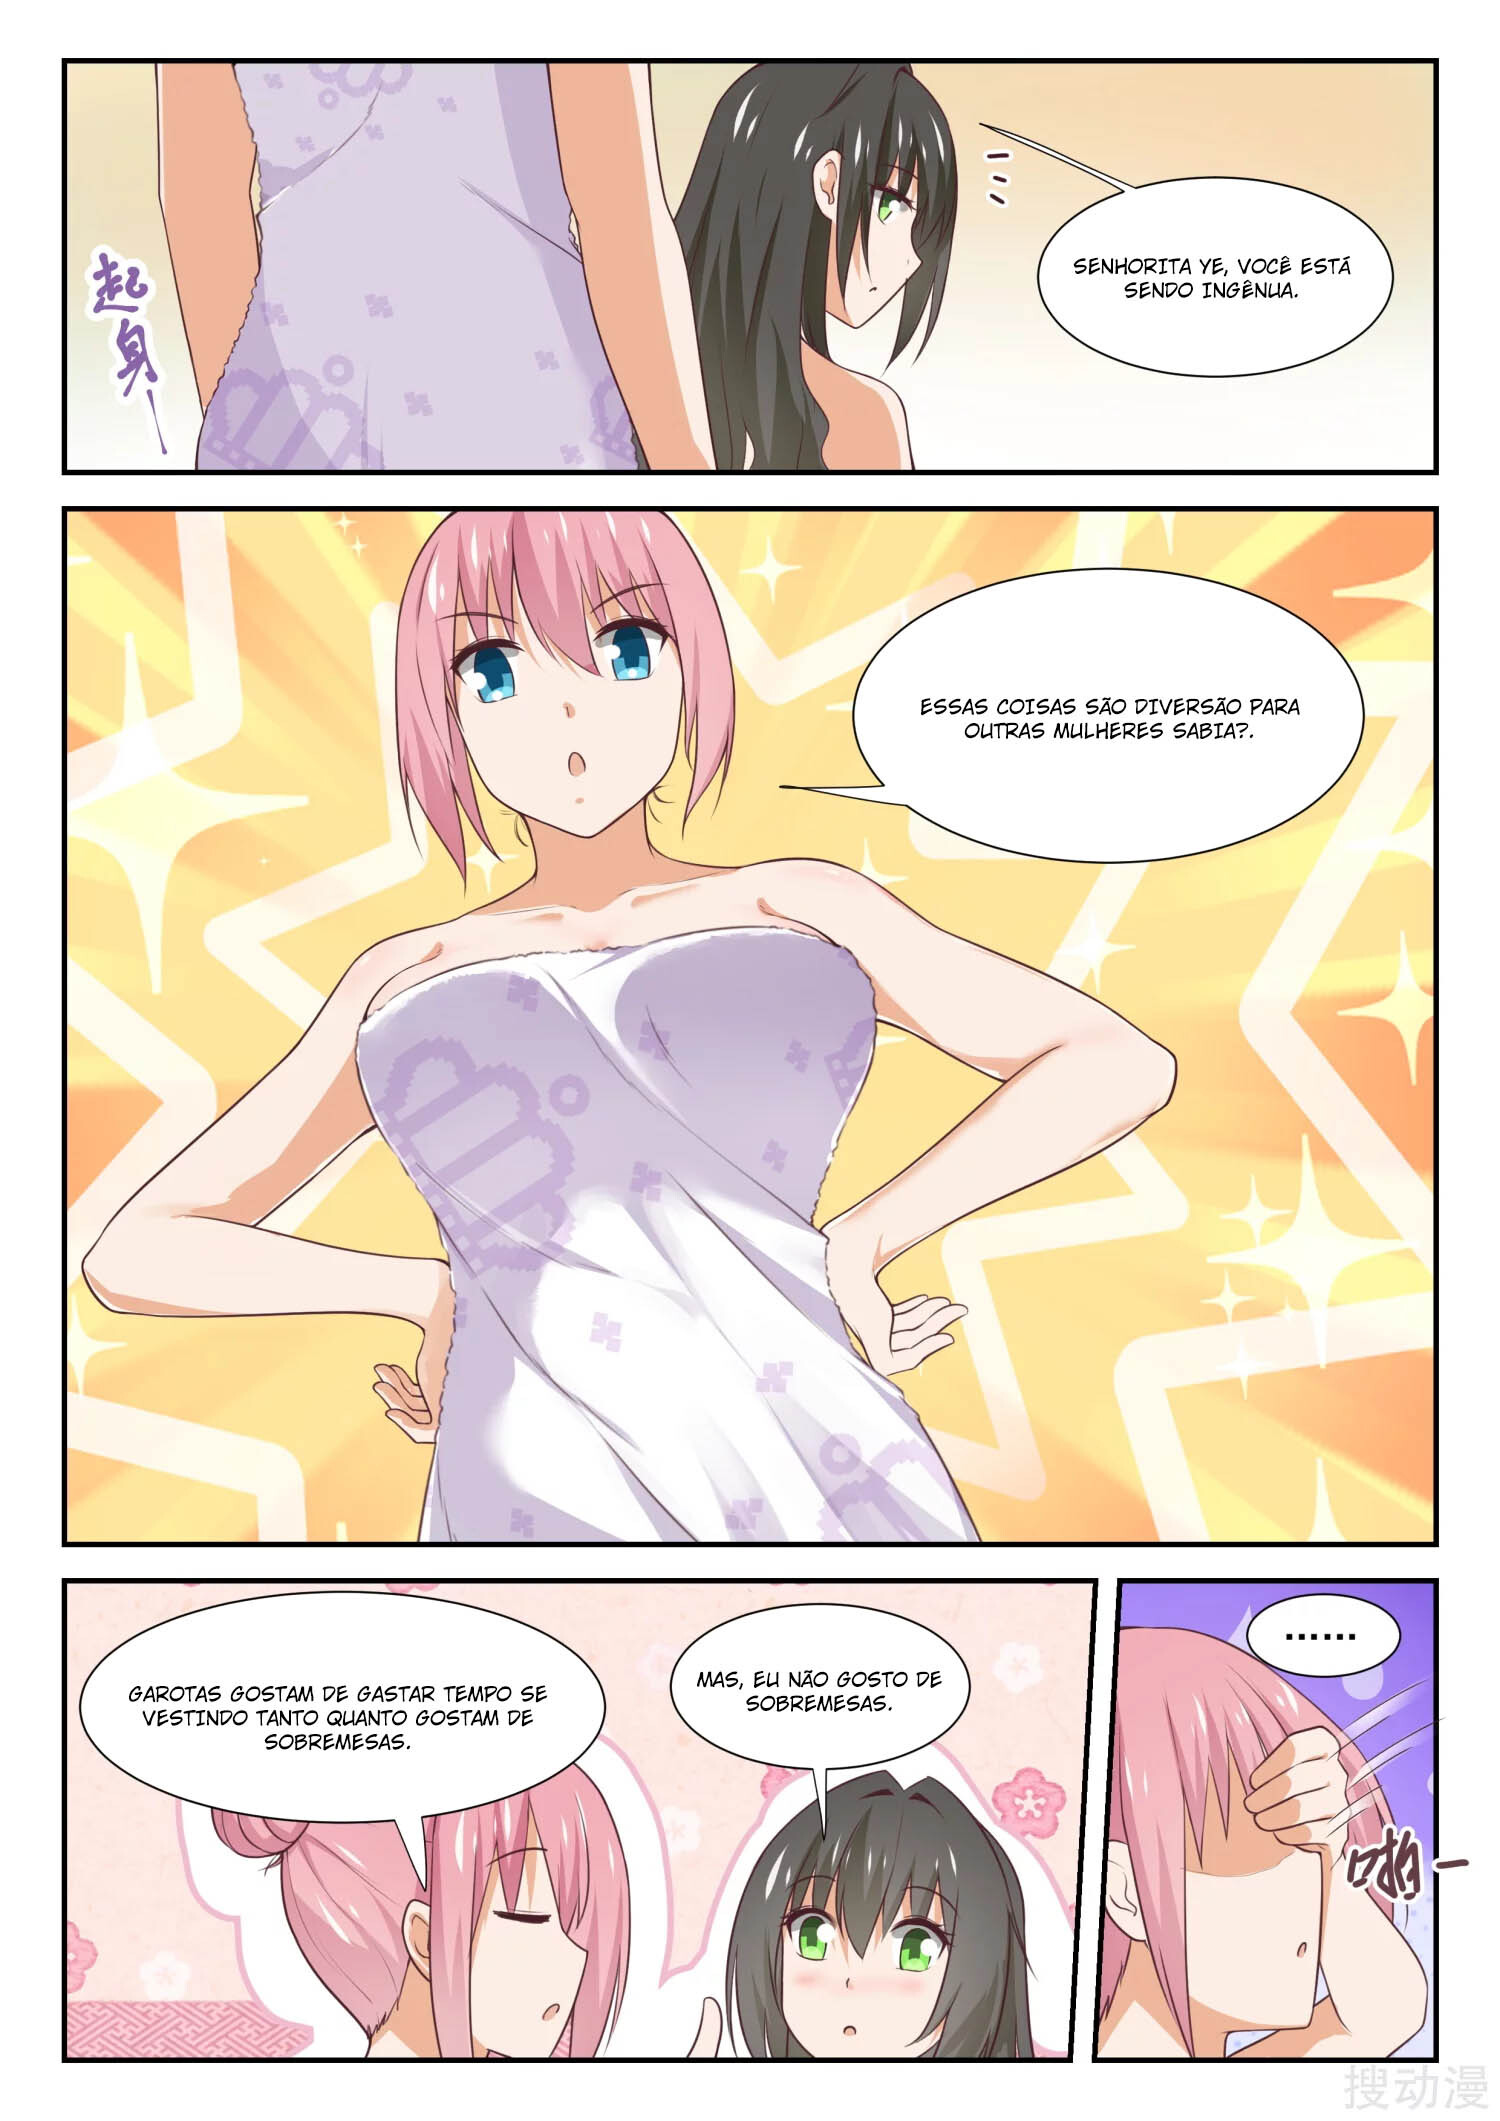 起身
SENHORITA YE, VOCÊ ESTÁ
SENDO INGÊNUA.
ESSAS COISAS SÃO DIVERSÃO PARA
OUTRAS MULHERES SABIA?.
GAROTAS GOSTAM DE GASTAR TEMPO SE
VESTINDO TANTO QUANTO GOSTAM DE
SOBREMESAS.
MAS, EU NÃO GOSTO DE
SOBREMESAS.
......
啪
搜动漫